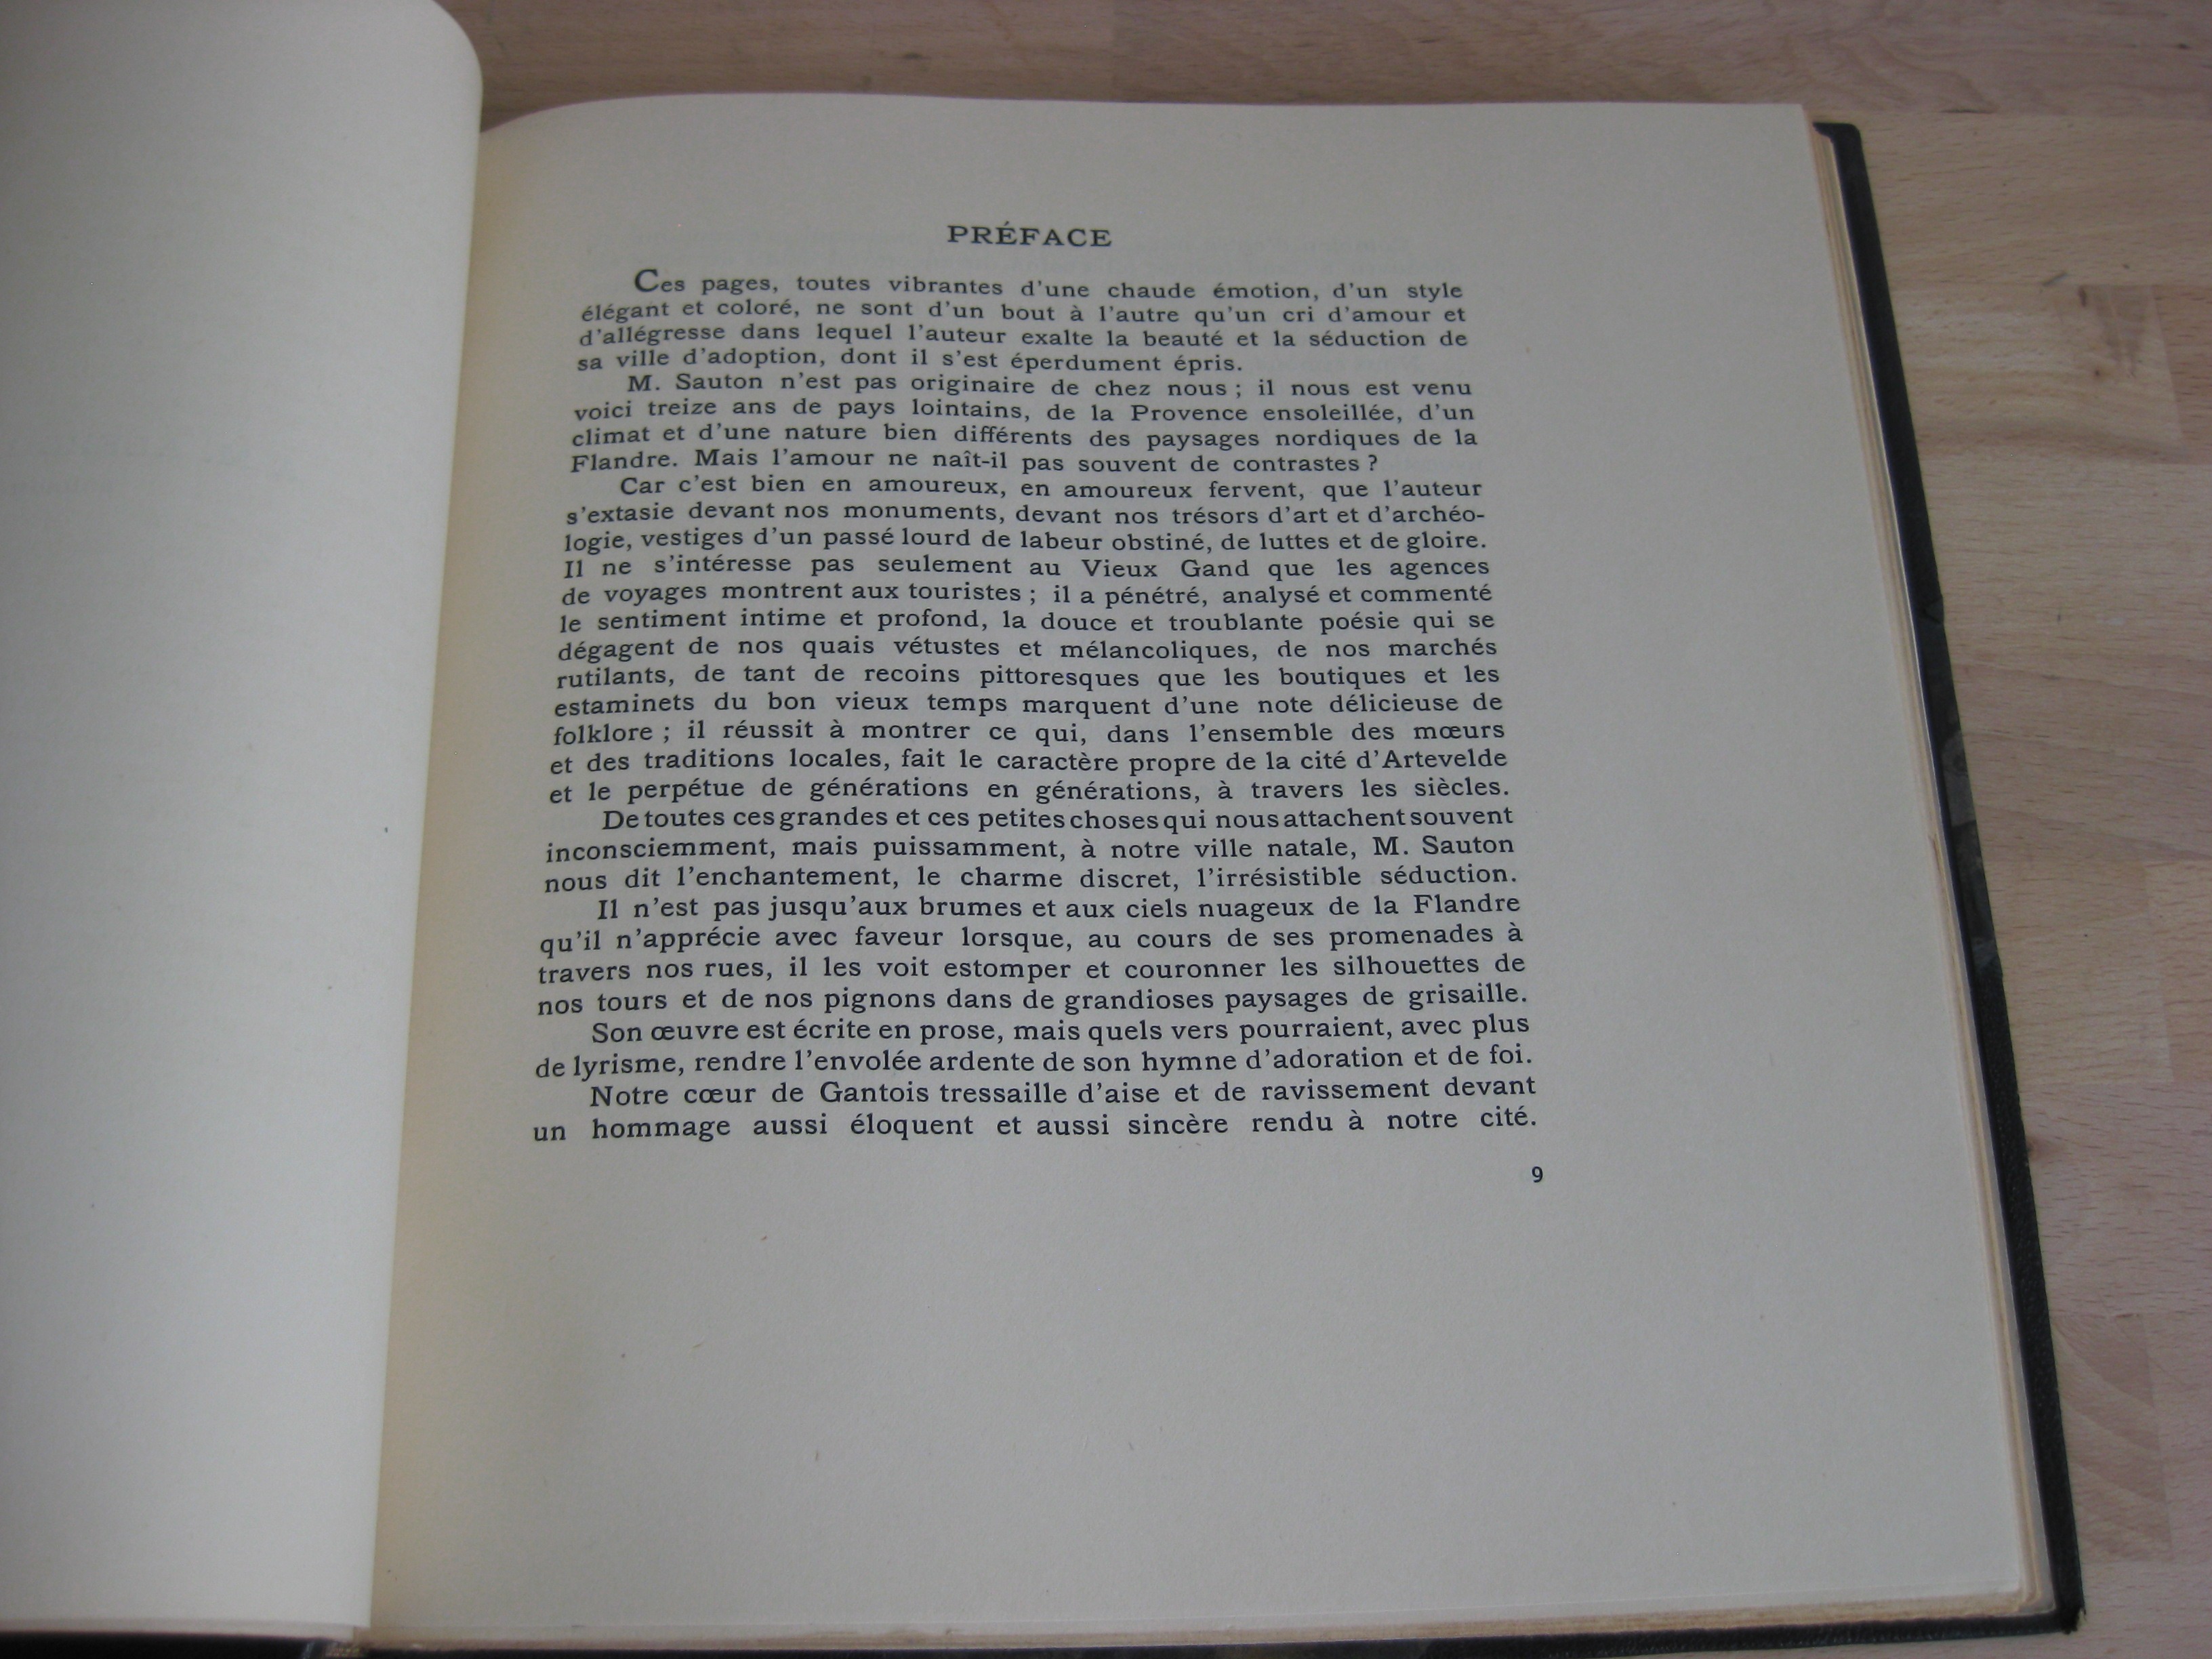 PRÉFACE
Ces pages, toutes vibrantes d'une chaude émotion, d'un style
élégant et coloré, ne sont d'un bout à l'autre qu'un cri d'amour et
d'allégresse dans lequel l'auteur exalte la beauté et la séduction de
sa ville d'adoption, dont il s'est éperdument épris.
M. Sauton n'est pas originaire de chez nous ; il nous est venu
voici treize ans de pays lointains, de la Provence ensoleillée, d'un
climat et d'une nature bien différents des paysages nordiques de la
Flandre. Mais l'amour ne naît-il pas souvent de contrastes ?
Car c'est bien en amoureux, en amoureux fervent, que l'auteur
s'extasie devant nos monuments, devant nos trésors d'art et d'archéo-
logie, vestiges d'un passé lourd de labeur obstiné, de luttes et de gloire.
Il ne s'intéresse pas seulement au Vieux Gand que les agences
de voyages montrent aux touristes ; il a pénétré, analysé et commenté
le sentiment intime et profond, la douce et troublante poésie qui se
dégagent de nos quais vétustes et mélancoliques, de nos marchés
rutilants, de tant de recoins pittoresques que les boutiques et les
estaminets du bon vieux temps marquent d'une note délicieuse de
folklore ; il réussit à montrer ce qui, dans l'ensemble des mœurs
et des traditions locales, fait le caractère propre de la cité d'Artevelde
et le perpétue de générations en générations, à travers les siècles.
De toutes ces grandes et ces petites choses qui nous attachent souvent
inconsciemment, mais puissamment, à notre ville natale, M. Sauton
nous dit l'enchantement, le charme discret, l'irrésistible séduction.
Il n'est pas jusqu'aux brumes et aux ciels nuageux de la Flandre
qu'il n'apprécie avec faveur lorsque, au cours de ses promenades à
travers nos rues, il les voit estomper et couronner les silhouettes de
nos tours et de nos pignons dans de grandioses paysages de grisaille.
Son œuvre est écrite en prose, mais quels vers pourraient, avec plus
de lyrisme, rendre l'envolée ardente de son hymne d'adoration et de foi.
Notre cœur de Gantois tressaille d'aise et de ravissement devant
un hommage aussi éloquent et aussi sincère rendu à notre cité.
9